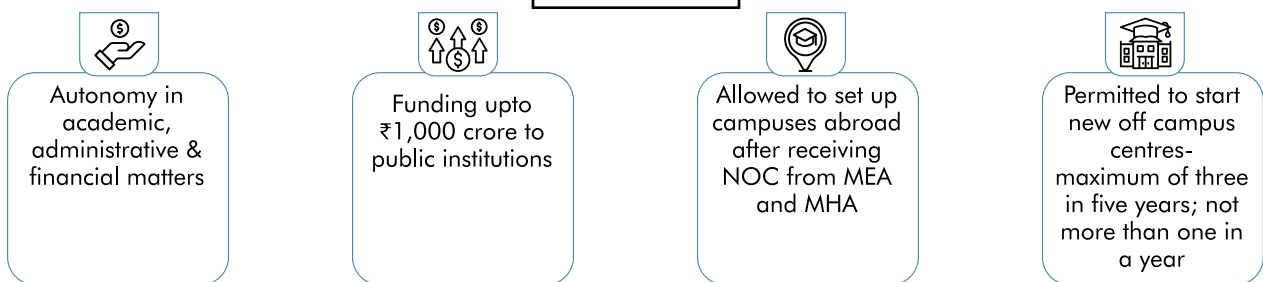 Autonomy in
academic,
administrative &
financial matters
Funding upto
₹1,000 crore to
public institutions
Allowed to set up
campuses abroad
after receiving
NOC from MEA
and MHA
Permitted to start
new off campus
centres-
maximum of three
in five years; not
more than one in
a year